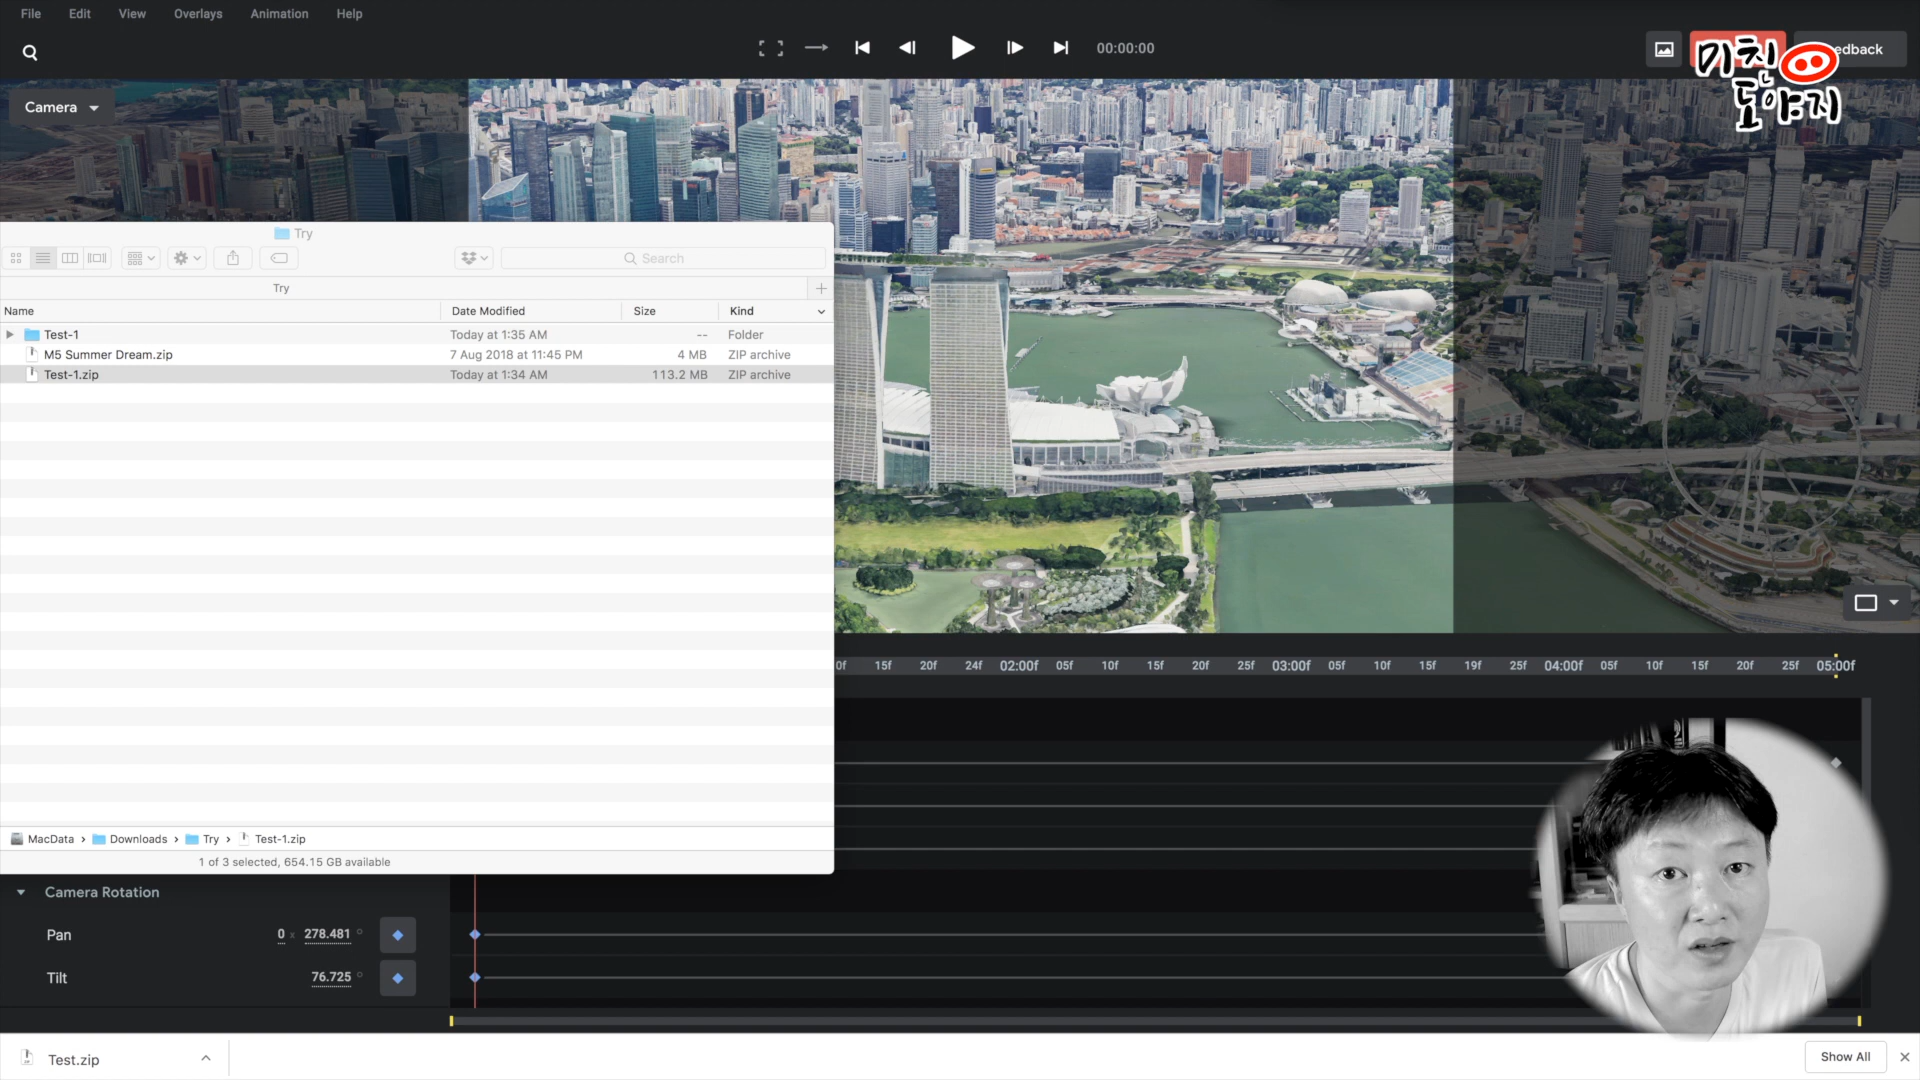 File Edit View Overlays Animation Help
00:00:00
미친
도야지
edback
Camera
Try
Search
Try
Name Date Modified Size Kind
Test-1 Today at 1:35 AM -- Folder
M5 Summer Dream.zip 7 Aug 2018 at 11:45 PM 4 MB ZIP archive
Test-1.zip Today at 1:34 AM 113.2 MB ZIP archive
0f 15f 20f 24f 02:00f 05f 10f 15f 20f 25f 03:00f 05f 10f 15f 19f 25f 04:00f 05f 10f 15f 20f 25f 05:00f
MacData › Downloads › Try › Test-1.zip
1 of 3 selected, 654.15 GB available
Camera Rotation
Pan 0 x 278.481 °
Tilt 76.725 °
Test.zip
Show All